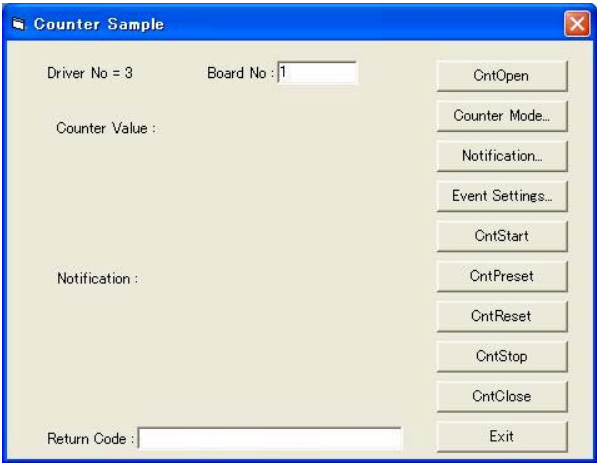 Counter Sample
Driver No = 3
Board No : 1
CntOpen
Counter Mode...
Counter Value :
Notification...
Event Settings...
CntStart
Notification :
CntPreset
CntReset
CntStop
CntClose
Return Code :
Exit